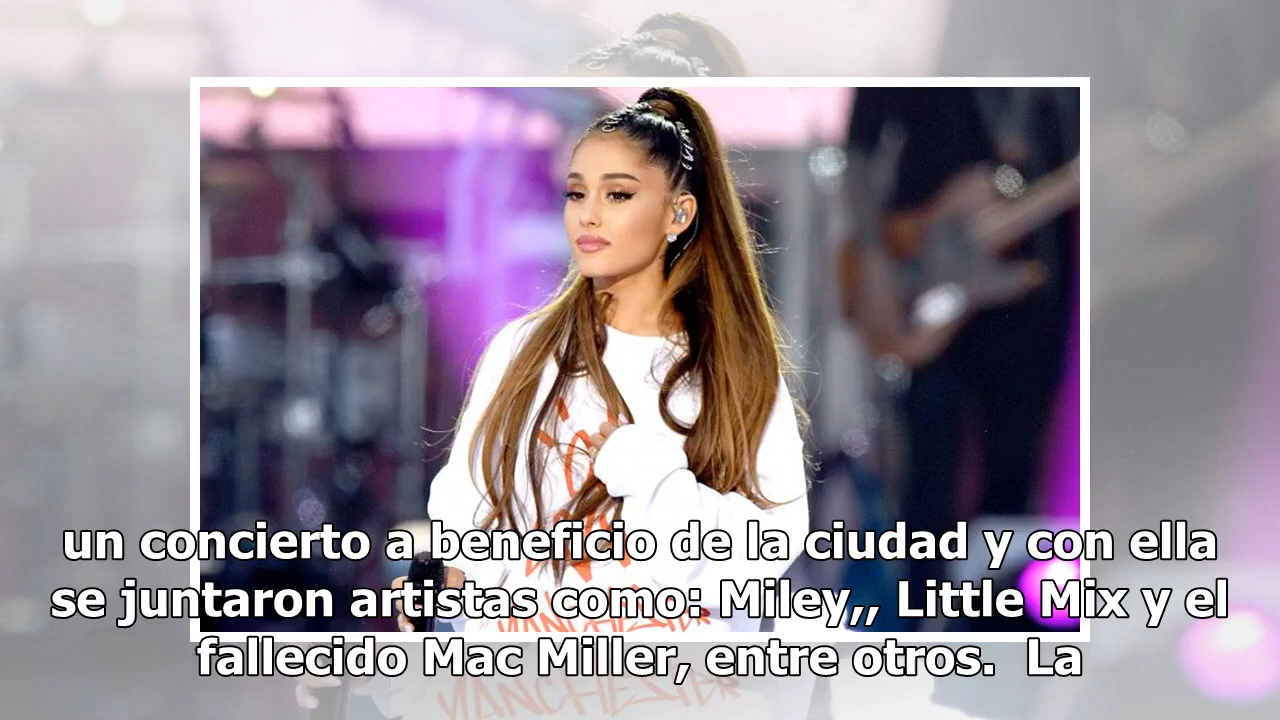 un concierto a beneficio de la ciudad y con ella
se juntaron artistas como: Miley,, Little Mix y el
fallecido Mac Miller, entre otros. La
MANCHESTER